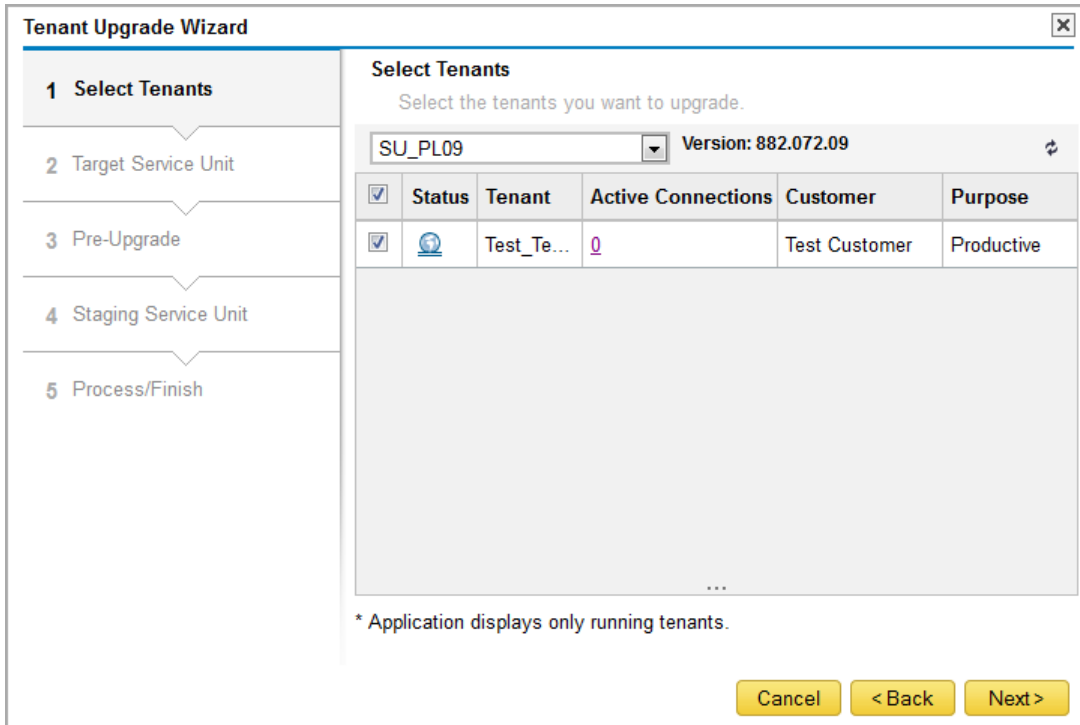 Tenant Upgrade Wizard
1 Select Tenants
2 Target Service Unit
3 Pre-Upgrade
4 Staging Service Unit
5 Process/Finish
Select Tenants
Select the tenants you want to upgrade.
SU_PL09 Version: 882.072.09
Status Tenant Active Connections Customer Purpose
Test_Te... 0 Test Customer Productive
...
* Application displays only running tenants.
Cancel < Back Next >